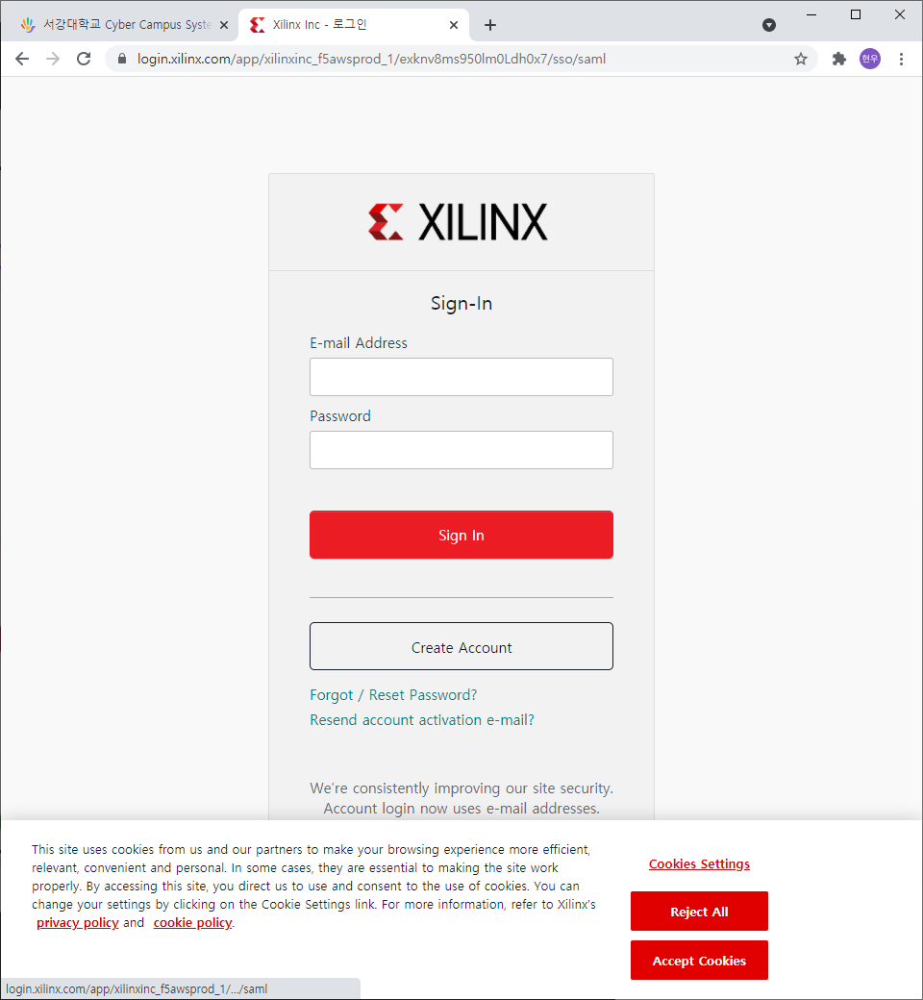 서강대학교 Cyber Campus Syste
Xilinx Inc - 로그인
login.xilinx.com/app/xilinxinc_f5awsprod_1/exknv8ms950lm0Ldh0x7/sso/saml
현우
XILINX
Sign-In
E-mail Address
Password
Sign In
Create Account
Forgot / Reset Password?
Resend account activation e-mail?
We're consistently improving our site security.
Account login now uses e-mail addresses.
This site uses cookies from us and our partners to make your browsing experience more efficient,
relevant, convenient and personal. In some cases, they are essential to making the site work
properly. By accessing this site, you direct us to use and consent to the use of cookies. You can
change your settings by clicking on the Cookie Settings link. For more information, refer to Xilinx's
privacy policy and cookie policy.
Cookies Settings
Reject All
Accept Cookies
login.xilinx.com/app/xilinxinc_f5awsprod_1/.../saml